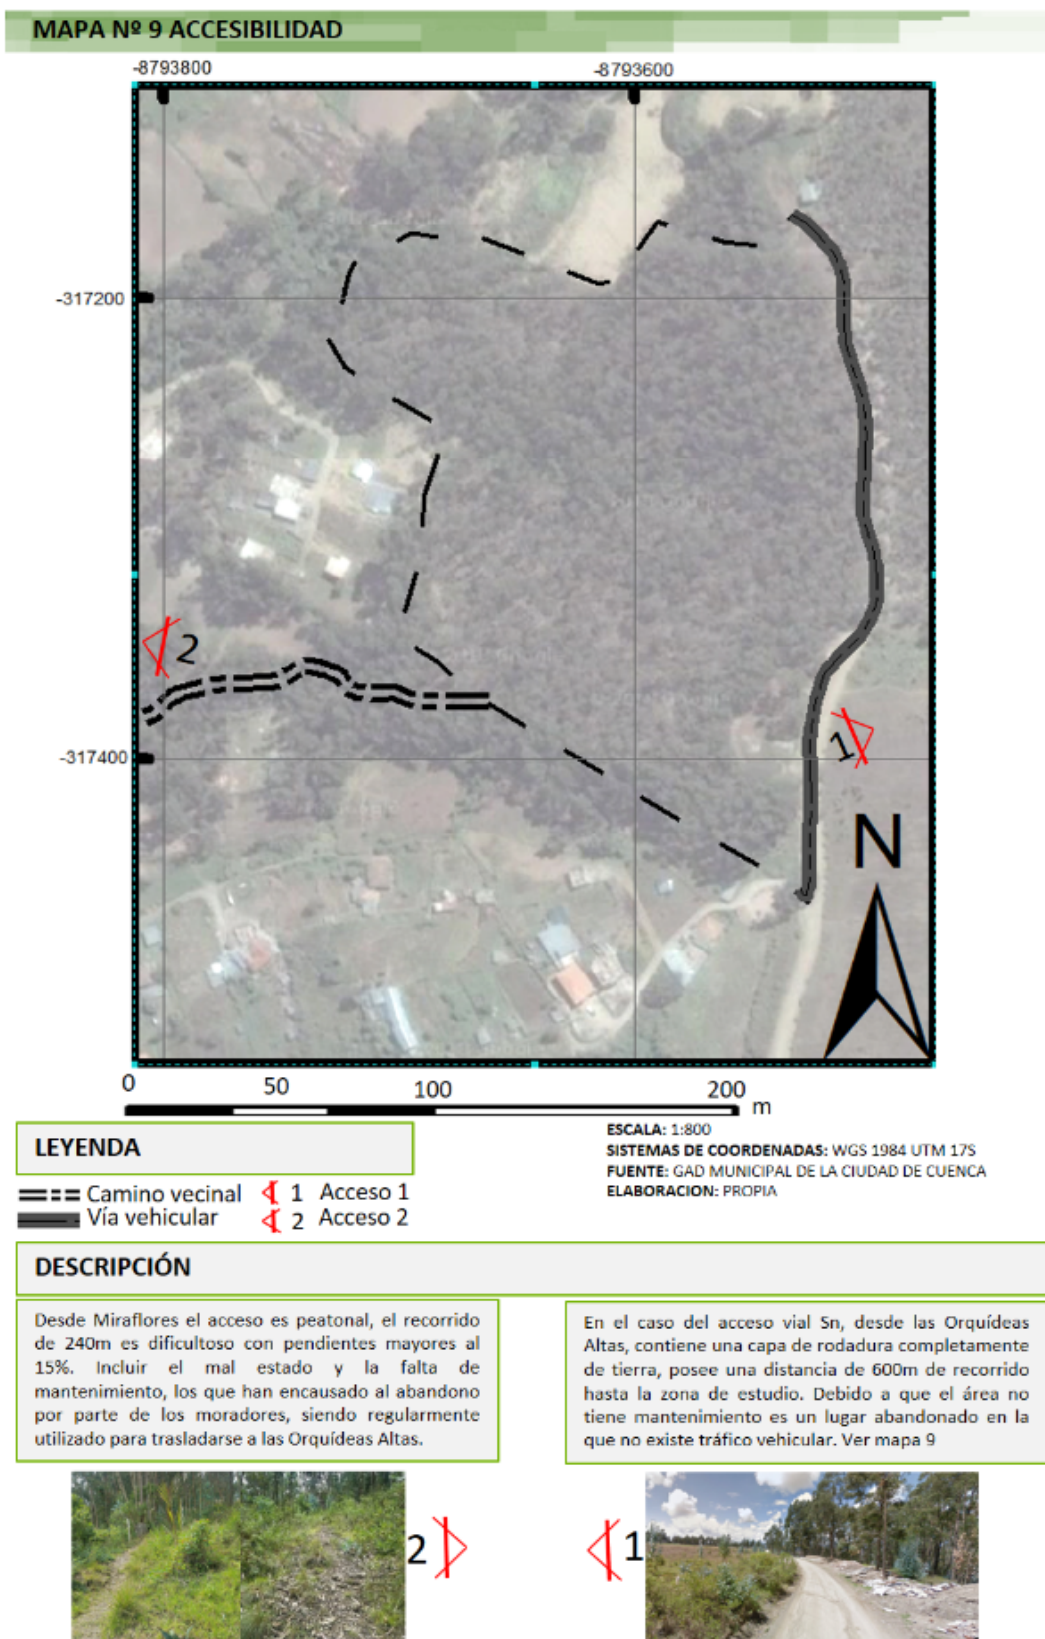 MAPA Nº 9 ACCESIBILIDAD
-8793800
-8793600
-317200
2
-317400
1
N
0 50 100 200 m
ESCALA: 1:800
SISTEMAS DE COORDENADAS: WGS 1984 UTM 17S
FUENTE: GAD MUNICIPAL DE LA CIUDAD DE CUENCA
ELABORACION: PROPIA
LEYENDA
Camino vecinal 1 Acceso 1
Vía vehicular 2 Acceso 2
DESCRIPCIÓN
Desde Miraflores el acceso es peatonal, el recorrido
de 240m es dificultoso con pendientes mayores al
15%. Incluir el mal estado y la falta de
mantenimiento, los que han encausado al abandono
por parte de los moradores, siendo regularmente
utilizado para trasladarse a las Orquídeas Altas.
En el caso del acceso vial Sn, desde las Orquídeas
Altas, contiene una capa de rodadura completamente
de tierra, posee una distancia de 600m de recorrido
hasta la zona de estudio. Debido a que el área no
tiene mantenimiento es un lugar abandonado en la
que no existe tráfico vehicular. Ver mapa 9
2
1